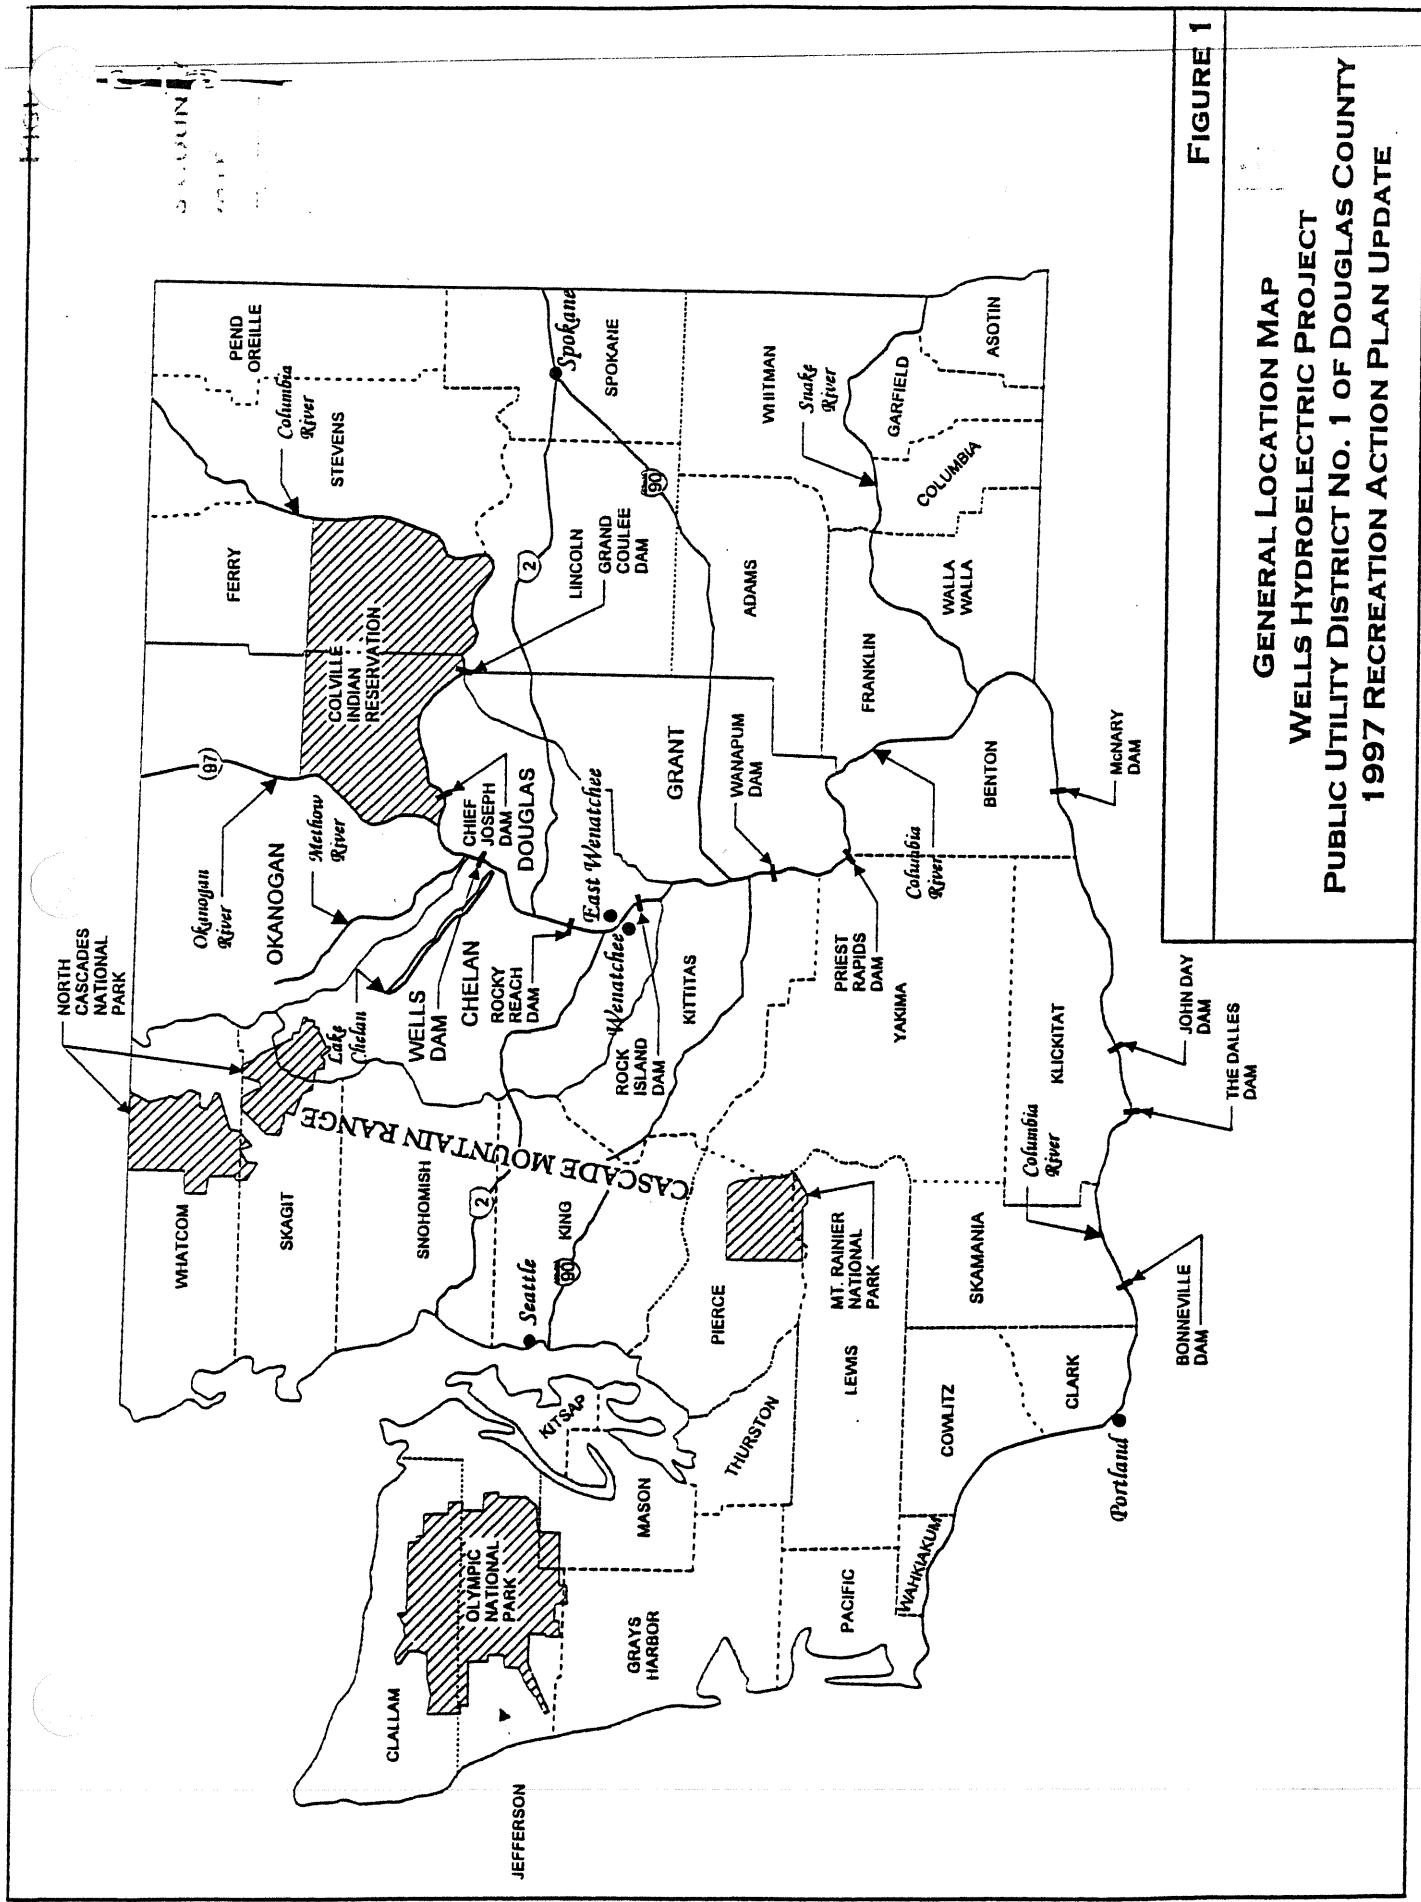 FIGURE 1
GENERAL LOCATION MAP
WELLS HYDROELECTRIC PROJECT
PUBLIC UTILITY DISTRICT NO. 1 OF DOUGLAS COUNTY
1997 RECREATION ACTION PLAN UPDATE
NORTH
CASCADES
NATIONAL
PARK
WHATCOM
SKAGIT
SNOHOMISH
CASCADE MOUNTAIN RANGE
KING
2
90
Seattle
KITSAP
CLALLAM
OLYMPIC
NATIONAL
PARK
JEFFERSON
MASON
GRAYS
HARBOR
THURSTON
PIERCE
MT. RAINIER
NATIONAL
PARK
LEWIS
PACIFIC
WAHKIAKUM
COWLITZ
CLARK
SKAMANIA
Portland
BONNEVILLE
DAM
Columbia
River
THE DALLES
DAM
JOHN DAY
DAM
KLICKITAT
YAKIMA
PRIEST
RAPIDS
DAM
KITTITAS
ROCK
ISLAND
DAM
Wenatchee
East Wenatchee
ROCKY
REACH
DAM
CHELAN
WELLS
DAM
Lake
Chelan
OKANOGAN
Okanogan
River
Methow
River
97
CHIEF
JOSEPH
DAM
DOUGLAS
COLVILLE
INDIAN
RESERVATION
FERRY
STEVENS
Columbia
River
PEND
OREILLE
Spokane
SPOKANE
2
LINCOLN
GRAND
COULEE
DAM
90
GRANT
WANAPUM
DAM
ADAMS
WHITMAN
Snake
River
FRANKLIN
Columbia
River
BENTON
McNARY
DAM
WALLA
WALLA
COLUMBIA
GARFIELD
ASOTIN